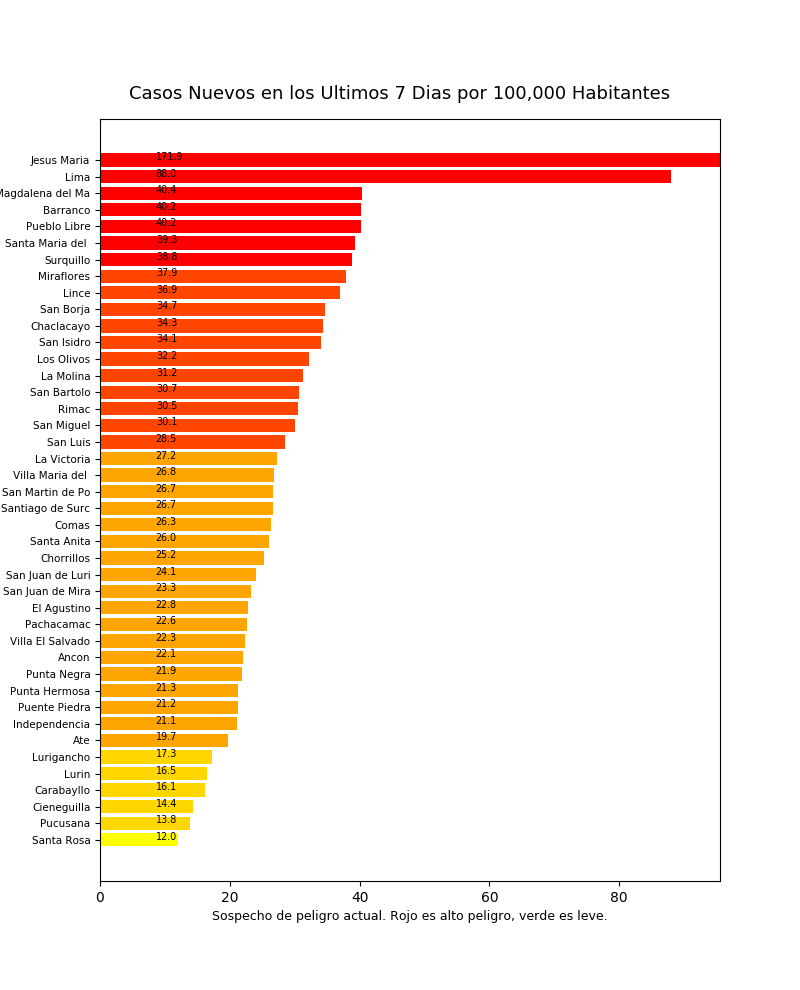 Casos Nuevos en los Ultimos 7 Dias por 100,000 Habitantes
Jesus Maria 171.9
Lima 88.0
Magdalena del Ma 40.4
Barranco 40.2
Pueblo Libre 40.2
Santa Maria del 39.3
Surquillo 38.8
Miraflores 37.9
Lince 36.9
San Borja 34.7
Chaclacayo 34.3
San Isidro 34.1
Los Olivos 32.2
La Molina 31.2
San Bartolo 30.7
Rimac 30.5
San Miguel 30.1
San Luis 28.5
La Victoria 27.2
Villa Maria del 26.8
San Martin de Po 26.7
Santiago de Surc 26.7
Comas 26.3
Santa Anita 26.0
Chorrillos 25.2
San Juan de Luri 24.1
San Juan de Mira 23.3
El Agustino 22.8
Pachacamac 22.6
Villa El Salvado 22.3
Ancon 22.1
Punta Negra 21.9
Punta Hermosa 21.3
Puente Piedra 21.2
Independencia 21.1
Ate 19.7
Lurigancho 17.3
Lurin 16.5
Carabayllo 16.1
Cieneguilla 14.4
Pucusana 13.8
Santa Rosa 12.0
0 20 40 60 80
Sospecho de peligro actual. Rojo es alto peligro, verde es leve.